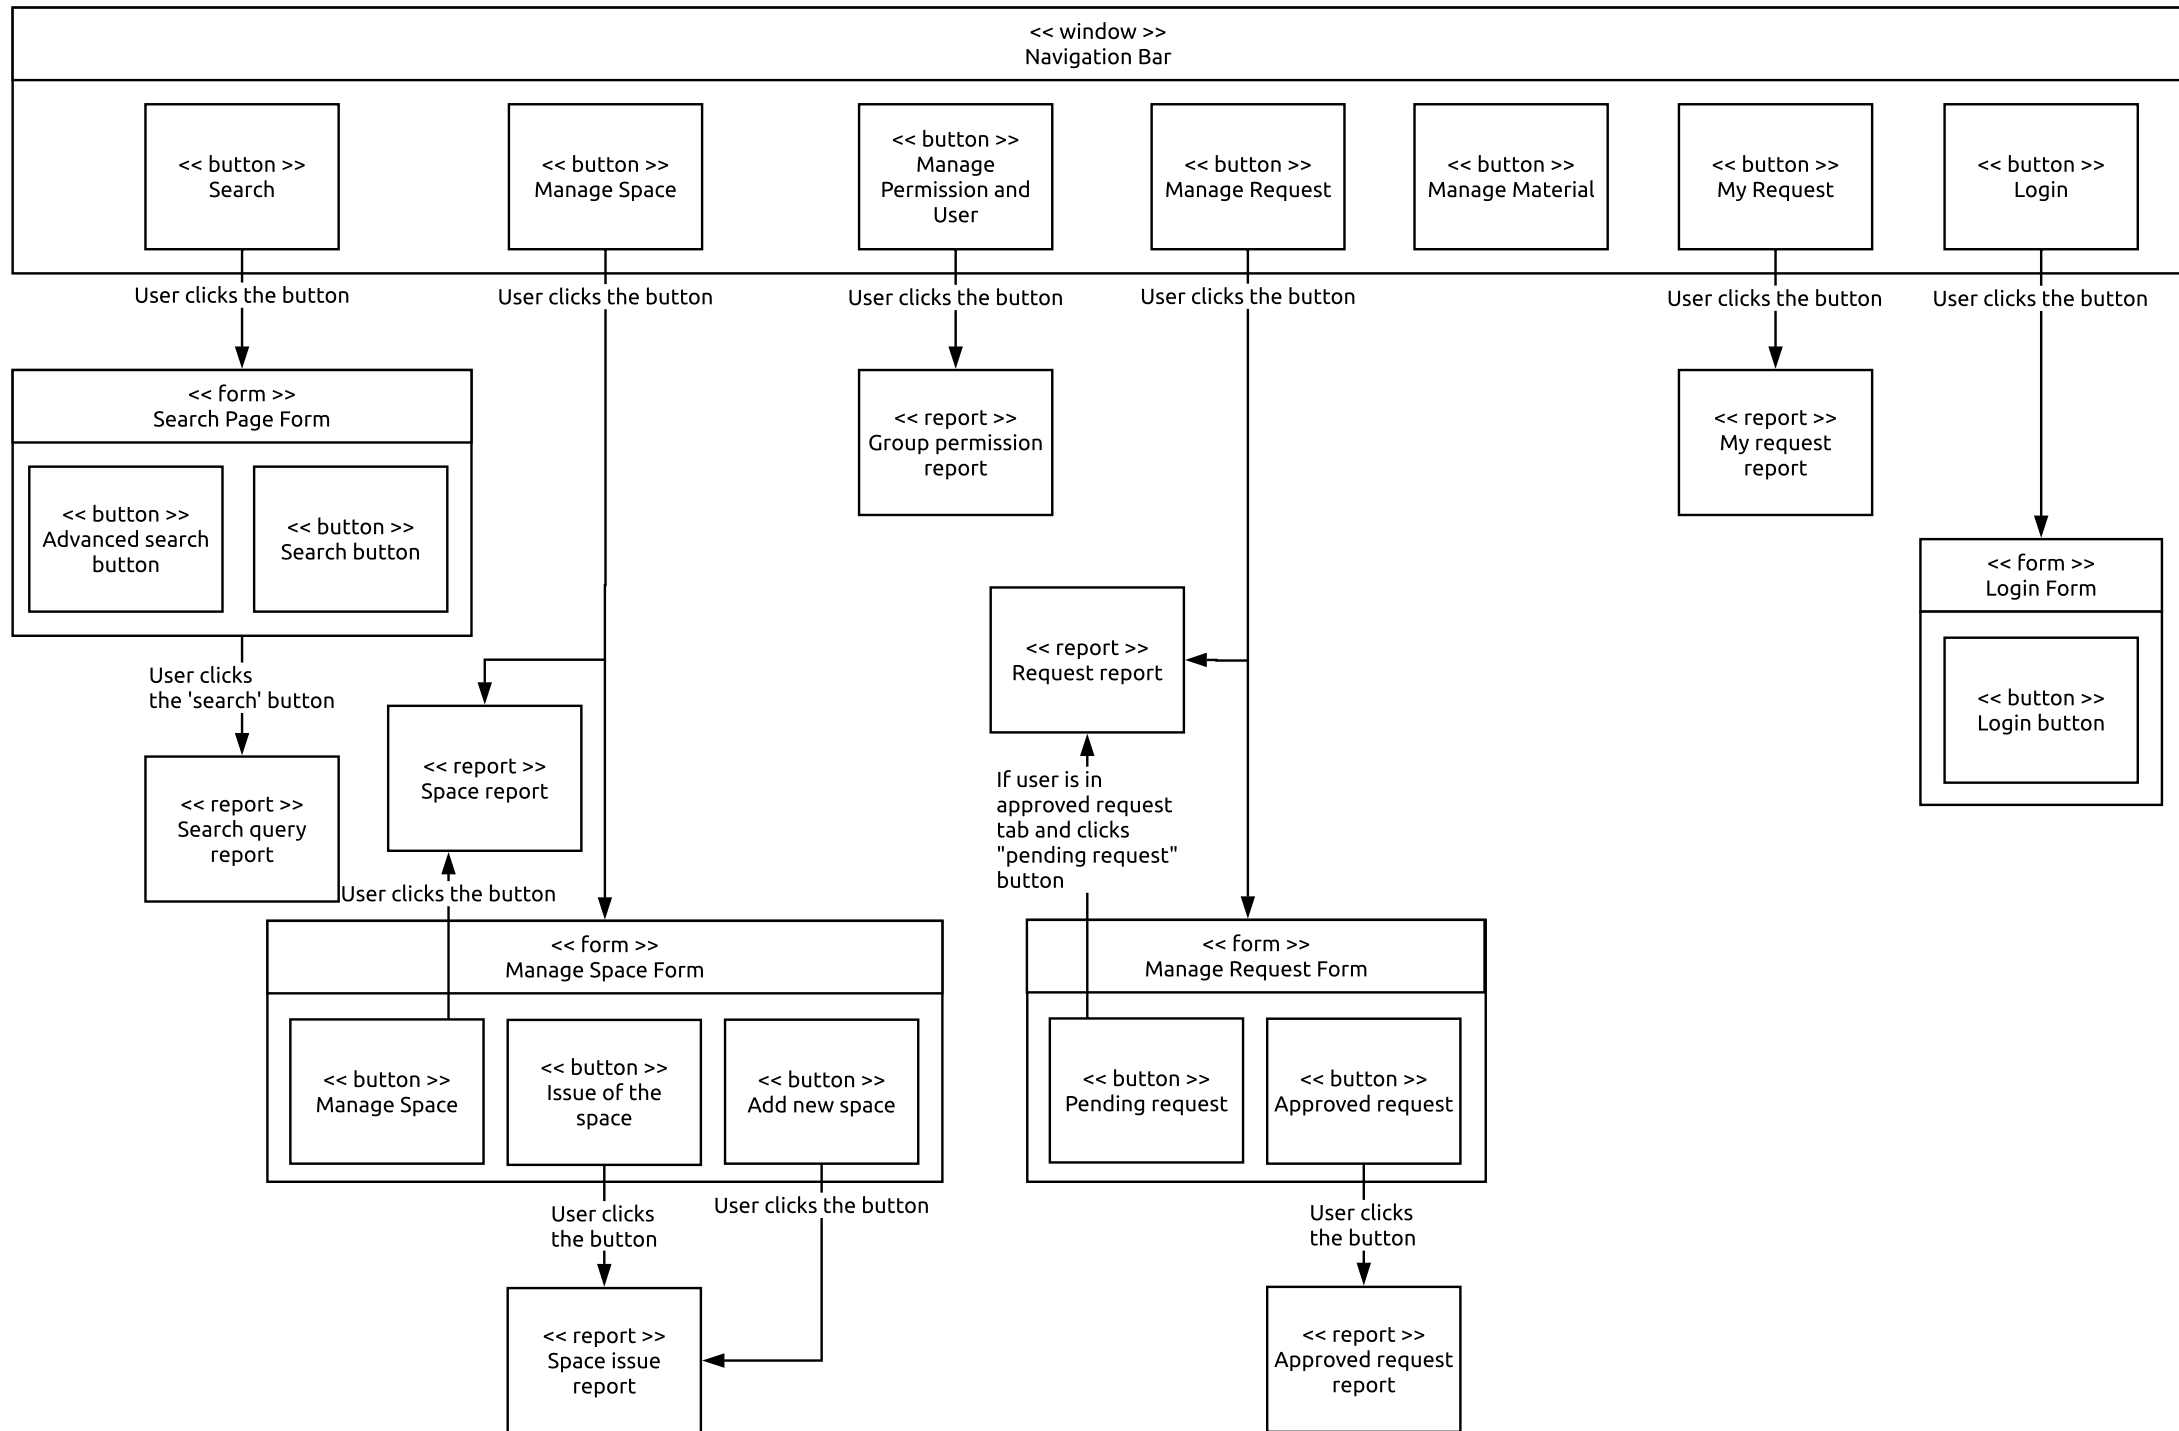 << window >>
Navigation Bar
<< button >>
Search
<< button >>
Manage Space
<< button >>
Manage
Permission and
User
<< button >>
Manage Request
<< button >>
Manage Material
<< button >>
My Request
<< button >>
Login
User clicks the button
User clicks the button
User clicks the button
User clicks the button
User clicks the button
User clicks the button
<< form >>
Search Page Form
<< button >>
Advanced search
button
<< button >>
Search button
<< report >>
Group permission
report
<< report >>
My request
report
<< form >>
Login Form
<< button >>
Login button
User clicks
the 'search' button
<< report >>
Search query
report
<< report >>
Space report
User clicks the button
<< report >>
Request report
If user is in
approved request
tab and clicks
"pending request"
button
<< form >>
Manage Space Form
<< button >>
Manage Space
<< button >>
Issue of the
space
<< button >>
Add new space
<< form >>
Manage Request Form
<< button >>
Pending request
<< button >>
Approved request
User clicks
the button
User clicks the button
User clicks
the button
<< report >>
Space issue
report
<< report >>
Approved request
report